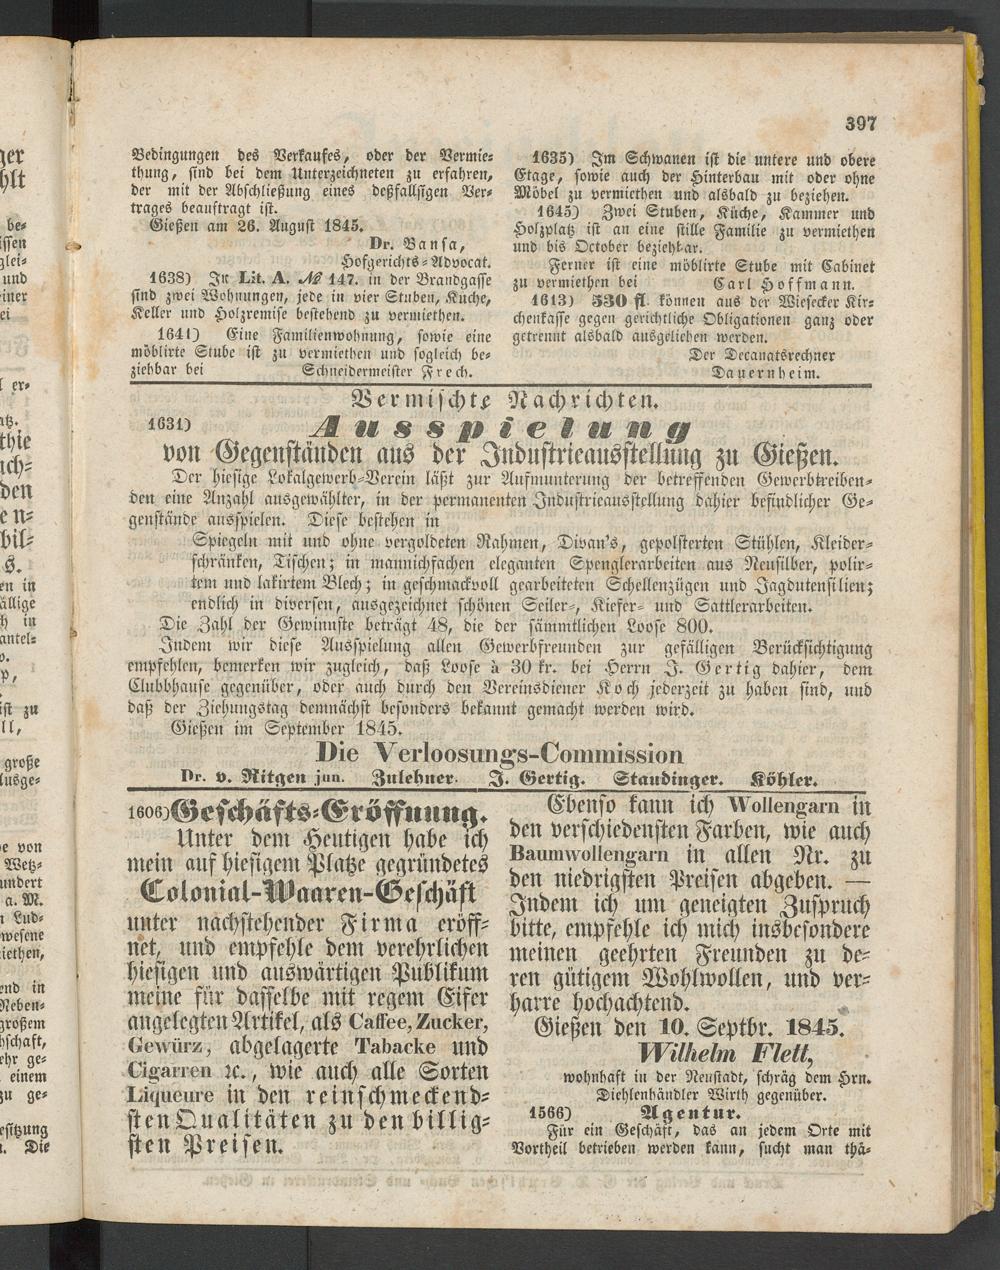 397
Bedingungen des Verkaufes, oder der Vermie-
thung, sind bei dem Unterzeichneten zu erfahren,
der mit der Abschließung eines deßfallsigen Ver-
trages beauftragt ist.
Gießen am 26. August 1845.
Dr. Bansa,
Hofgerichts-Advocat.
1638) In Lit. A. № 147. in der Brandgasse
sind zwei Wohnungen, jede in vier Stuben, Küche,
Keller und Holzremise bestehend zu vermiethen.
1641) Eine Familienwohnung, sowie eine
möblirte Stube ist zu vermiethen und sogleich be-
ziehbar bei Schneidermeister Frech.
1635) Im Schwanen ist die untere und obere
Etage, sowie auch der Hinterbau mit oder ohne
Möbel zu vermiethen und alsbald zu beziehen.
1645) Zwei Stuben, Küche, Kammer und
Holzplatz ist an eine stille Familie zu vermiethen
und bis October beziehbar.
Ferner ist eine möblirte Stube mit Cabinet
zu vermiethen bei Carl Hoffmann.
1613) 530 fl. können aus der Wiesecker Kir-
chenkasse gegen gerichtliche Obligationen ganz oder
getrennt alsbald ausgeliehen werden.
Der Decanatsrechner
Dauernheim.
Vermischte Nachrichten.
1631) Ausspielung
von Gegenständen aus der Industrieausstellung zu Gießen.
Der hiesige Lokalgewerb-Verein läßt zur Aufmunterung der betreffenden Gewerbtreiben-
den eine Anzahl ausgewählter, in der permanenten Industrieausstellung dahier befindlicher Ge-
genstände ausspielen. Diese bestehen in
Spiegeln mit und ohne vergoldeten Rahmen, Divan's, gepolsterten Stühlen, Kleider-
schränken, Tischen; in mannichfachen eleganten Spenglerarbeiten aus Neusilber, polir-
tem und lakirtem Blech; in geschmackvoll gearbeiteten Schellenzügen und Jagdutensilien;
endlich in diversen, ausgezeichnet schönen Seiler-, Kiefer- und Sattlerarbeiten.
Die Zahl der Gewinnste beträgt 48, die der sämmtlichen Loose 800.
Indem wir diese Ausspielung allen Gewerbfreunden zur gefälligen Berücksichtigung
empfehlen, bemerken wir zugleich, daß Loose à 30 kr. bei Herrn J. Gertig dahier, dem
Clubbhause gegenüber, oder auch durch den Vereinsdiener Koch jederzeit zu haben sind, und
daß der Ziehungstag demnächst besonders bekannt gemacht werden wird.
Gießen im September 1845.
Die Verloosungs-Commission
Dr. v. Ritgen jun. Zulehner. J. Gertig. Staudinger. Köhler.
1606) Geschäfts-Eröffnung.
Unter dem Heutigen habe ich
mein auf hiesigem Platze gegründetes
Colonial-Waaren-Geschäft
unter nachstehender Firma eröff-
net, und empfehle dem verehrlichen
hiesigen und auswärtigen Publikum
meine für dasselbe mit regem Eifer
angelegten Artikel, als Caffee, Zucker,
Gewürz, abgelagerte Tabacke und
Cigarren ꝛc., wie auch alle Sorten
Liqueure in den reinschmeckend-
sten Qualitäten zu den billig-
sten Preisen.
Ebenso kann ich Wollengarn in
den verschiedensten Farben, wie auch
Baumwollengarn in allen Nr. zu
den niedrigsten Preisen abgeben. —
Indem ich um geneigten Zuspruch
bitte, empfehle ich mich insbesondere
meinen geehrten Freunden zu de-
ren gütigem Wohlwollen, und ver-
harre hochachtend.
Gießen den 10. Septbr. 1845.
Wilhelm Flett,
wohnhaft in der Neustadt, schräg dem Hrn.
Diehlenhändler Wirth gegenüber.
1566) Agentur.
Für ein Geschäft, das an jedem Orte mit
Vortheil betrieben werden kann, sucht man thä-